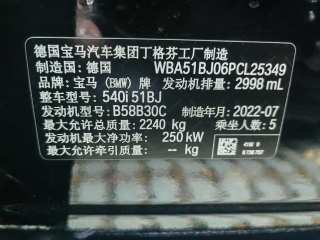 德国宝马汽车集团丁格芬工厂制造
制造国：德国 WBA51BJ06PCL25349
品牌：宝马（BMW）牌 发动机排量：2998 mL
整车型号：540i 51BJ
发动机型号：B58B30C 制造年月：2022-07
最大允许总质量：2240 kg 乘坐人数：5
发动机最大净功率：250 kW
最大允许牵引质量：— kg